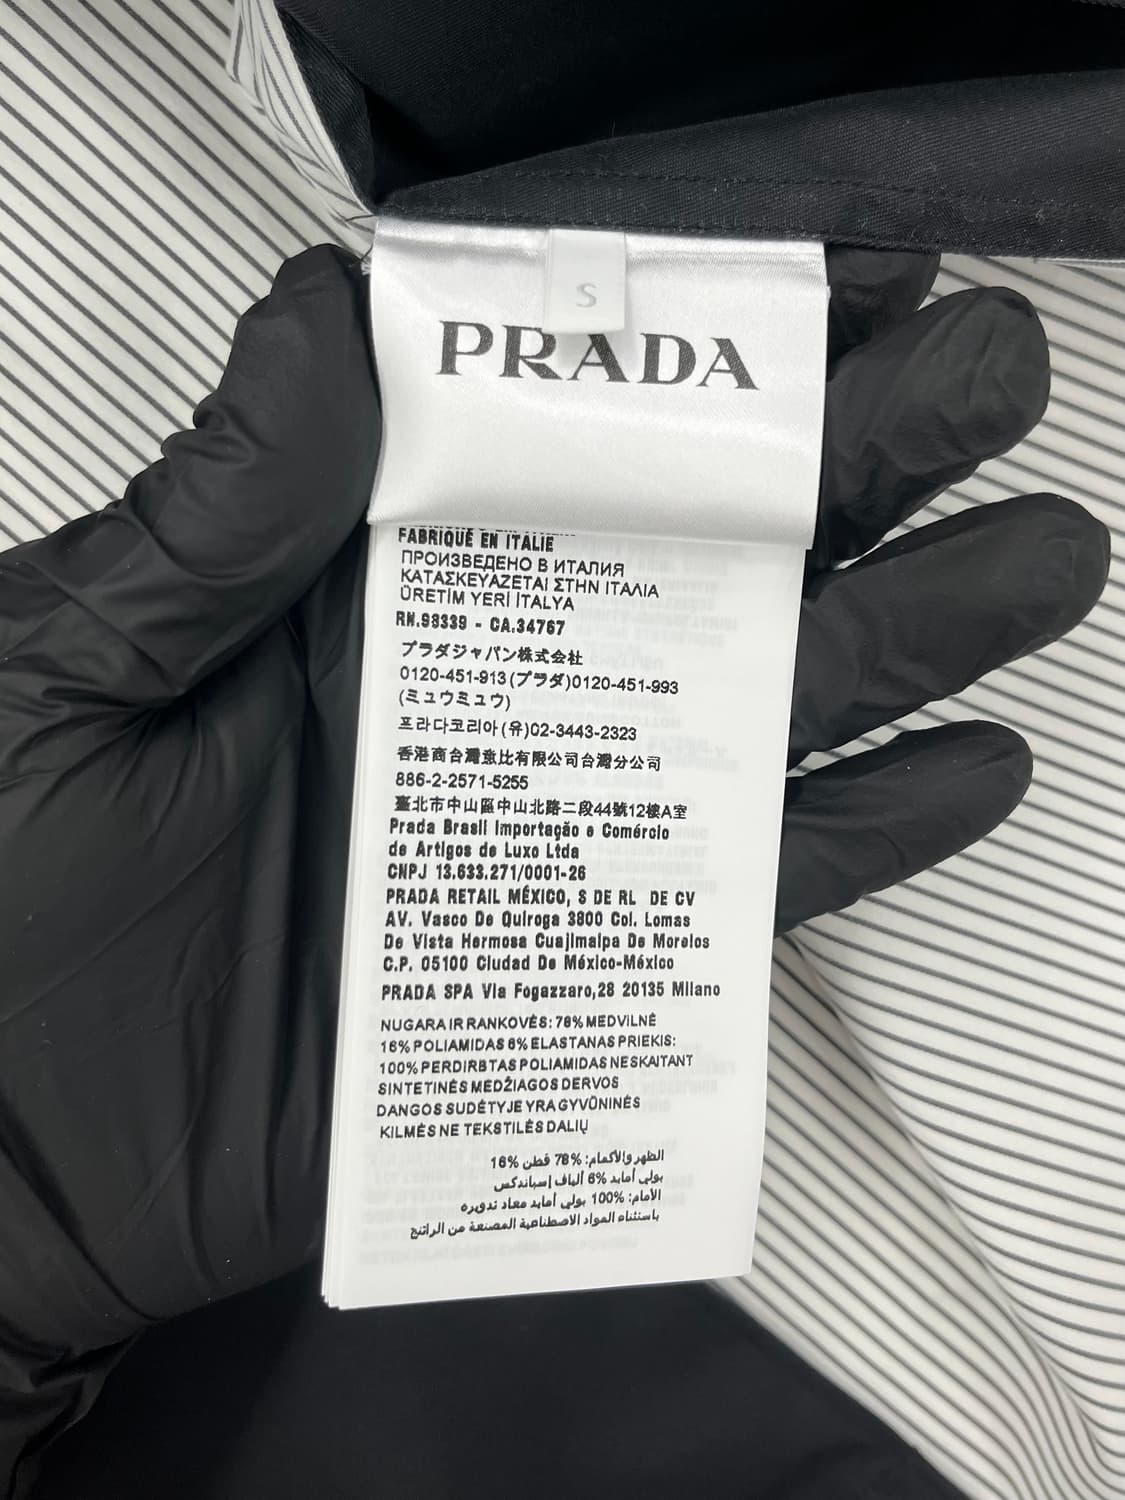 S
PRADA
FABRIQUÉ EN ITALIE
ПРОИЗВЕДЕНО В ИТАЛИЯ
ΚΑΤΑΣΚΕΥΑΖΕΤΑΙ ΣΤΗΝ ΙΤΑΛΙΑ
ÜRETİM YERİ İTALYA
RN.98339 - CA.34767
プラダジャパン株式会社
0120-451-913(プラダ)0120-451-993
(ミュウミュウ)
프라다코리아(유)02-3443-2323
香港商台灣意比有限公司台灣分公司
886-2-2571-5255
臺北市中山區中山北路二段44號12樓A室
Prada Brasil Importação e Comércio
de Artigos de Luxo Ltda
CNPJ 13.633.271/0001-26
PRADA RETAIL MÉXICO, S DE RL DE CV
AV. Vasco De Quiroga 3800 Col. Lomas
De Vista Hermosa Cuajimalpa De Morelos
C.P. 05100 Ciudad De México-México
PRADA SPA Via Fogazzaro,28 20135 Milano
NUGARA IR RANKOVĖS: 78% MEDVILNĖ
16% POLIAMIDAS 6% ELASTANAS PRIEKIS:
100% PERDIRBTAS POLIAMIDAS NESKAITANT
SINTETINĖS MEDŽIAGOS DERVOS
DANGOS SUDĖTYJE YRA GYVŪNINĖS
KILMĖS NE TEKSTILĖS DALIŲ
الظهر والأكمام: 78% قطن 16%
بولي أمايد 6% ألياف إسباندكس
الأمام: 100% بولي أمايد معاد تدويره
باستثناء المواد الاصطناعية المصنعة من الراتنج